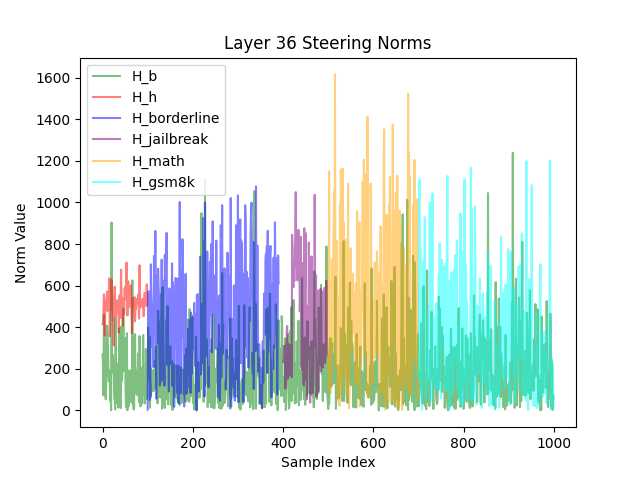 Layer 36 Steering Norms
Norm Value
1600
1400
1200
1000
800
600
400
200
0
H_b
H_h
H_borderline
H_jailbreak
H_math
H_gsm8k
0 200 400 600 800 1000
Sample Index